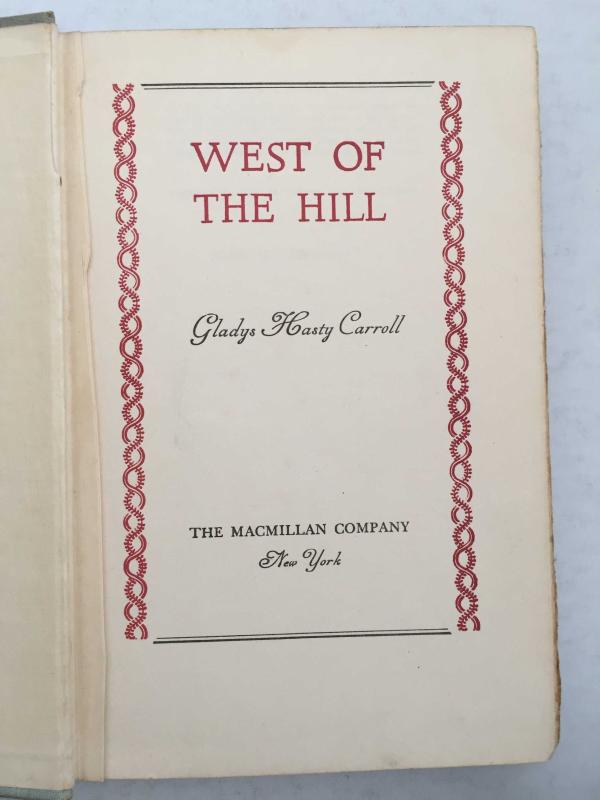 WEST OF
THE HILL
Gladys Hasty Carroll
THE MACMILLAN COMPANY
New York